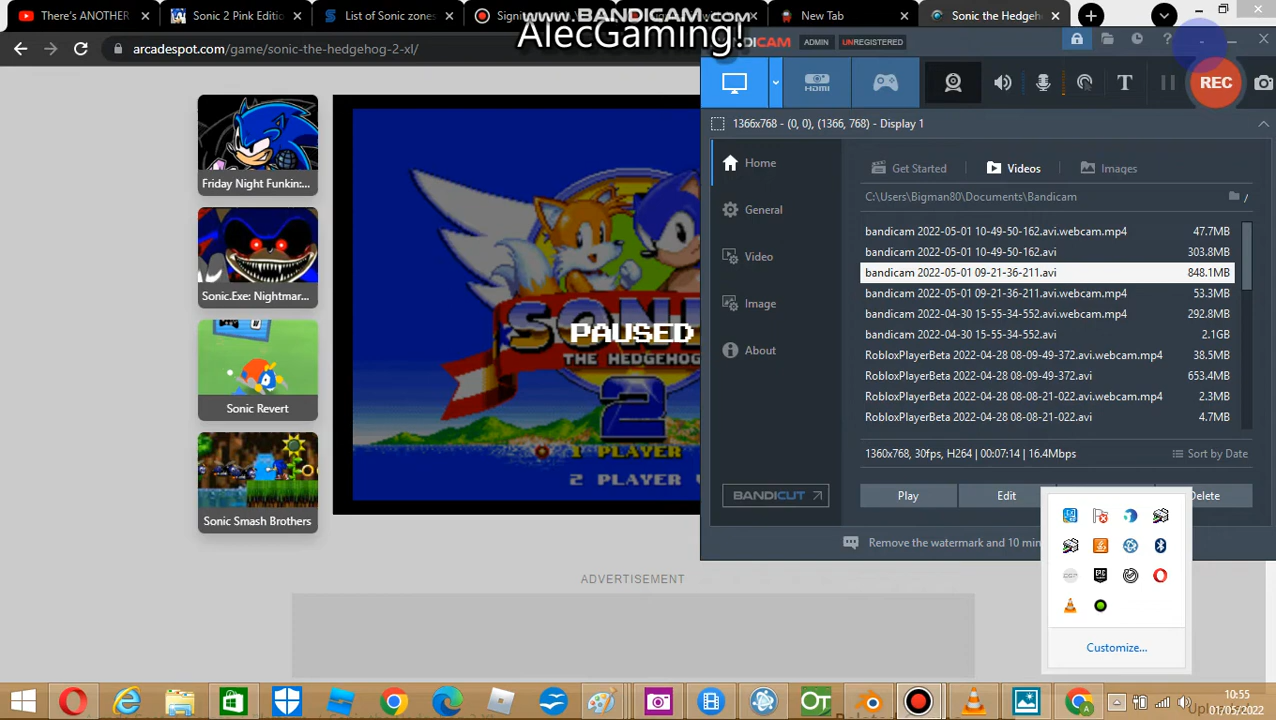 There's ANOTHER
Sonic 2 Pink Editi
List of Sonic zones
Signi
New Tab
Sonic the Hedgeh
www.BANDICAM.com
AlecGaming!
arcadespot.com/game/sonic-the-hedgehog-2-xl/
DICAM ADMIN UNREGISTERED
HDMI
REC
1366x768 - (0, 0), (1366, 768) - Display 1
Home
General
Video
Image
About
BANDICUT
Get Started
Videos
Images
C:\Users\Bigman80\Documents\Bandicam
bandicam 2022-05-01 10-49-50-162.avi.webcam.mp4 47.7MB
bandicam 2022-05-01 10-49-50-162.avi 303.8MB
bandicam 2022-05-01 09-21-36-211.avi 848.1MB
bandicam 2022-05-01 09-21-36-211.avi.webcam.mp4 53.3MB
bandicam 2022-04-30 15-55-34-552.avi.webcam.mp4 292.8MB
bandicam 2022-04-30 15-55-34-552.avi 2.1GB
RobloxPlayerBeta 2022-04-28 08-09-49-372.avi.webcam.mp4 38.5MB
RobloxPlayerBeta 2022-04-28 08-09-49-372.avi 653.4MB
RobloxPlayerBeta 2022-04-28 08-08-21-022.avi.webcam.mp4 2.3MB
RobloxPlayerBeta 2022-04-28 08-08-21-022.avi 4.7MB
1360x768, 30fps, H264 | 00:07:14 | 16.4Mbps
Sort by Date
Play
Edit
Delete
Remove the watermark and 10 min
Friday Night Funkin:...
Sonic.Exe: Nightmar...
Sonic Revert
Sonic Smash Brothers
SONIC
THE HEDGEHOG
2
PAUSED
1 PLAYER
2 PLAYER
ADVERTISEMENT
Customize...
10:55
01/05/2022